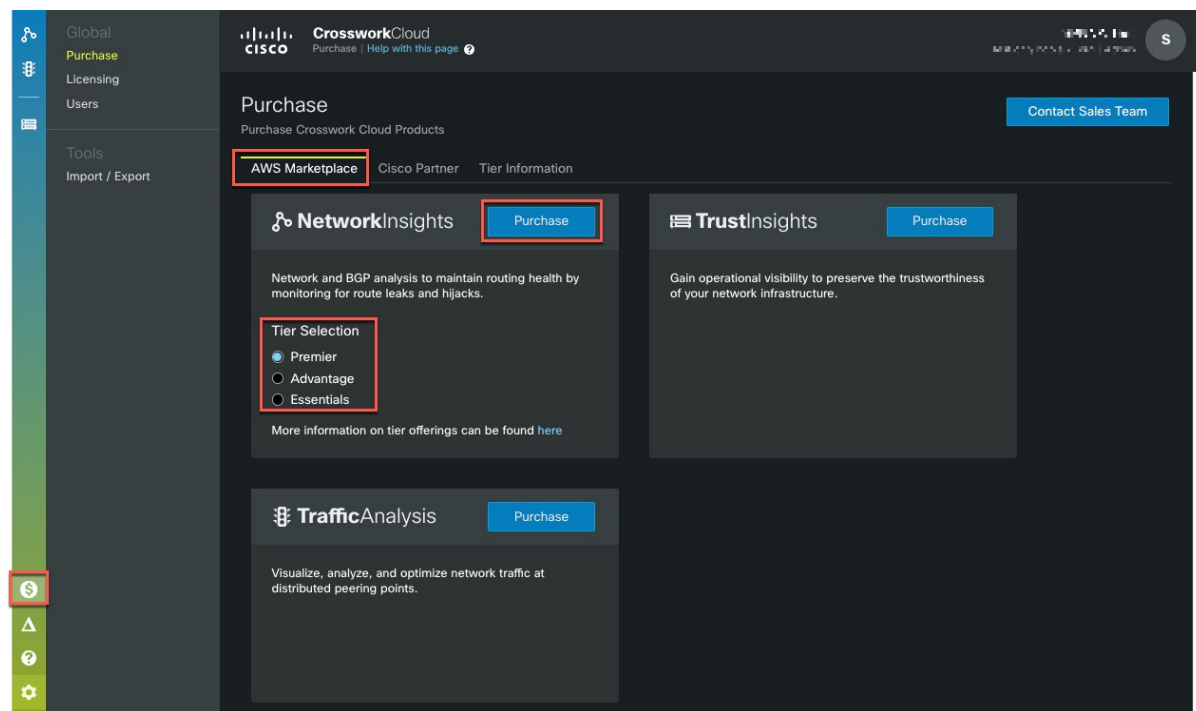 Global
Purchase
Licensing
Users
Tools
Import / Export
CISCO
CrossworkCloud
Purchase | Help with this page ?
S
Purchase
Purchase Crosswork Cloud Products
Contact Sales Team
AWS Marketplace
Cisco Partner
Tier Information
NetworkInsights
Purchase
Network and BGP analysis to maintain routing health by
monitoring for route leaks and hijacks.
Tier Selection
Premier
Advantage
Essentials
More information on tier offerings can be found here
TrustInsights
Purchase
Gain operational visibility to preserve the trustworthiness
of your network infrastructure.
TrafficAnalysis
Purchase
Visualize, analyze, and optimize network traffic at
distributed peering points.
$
?